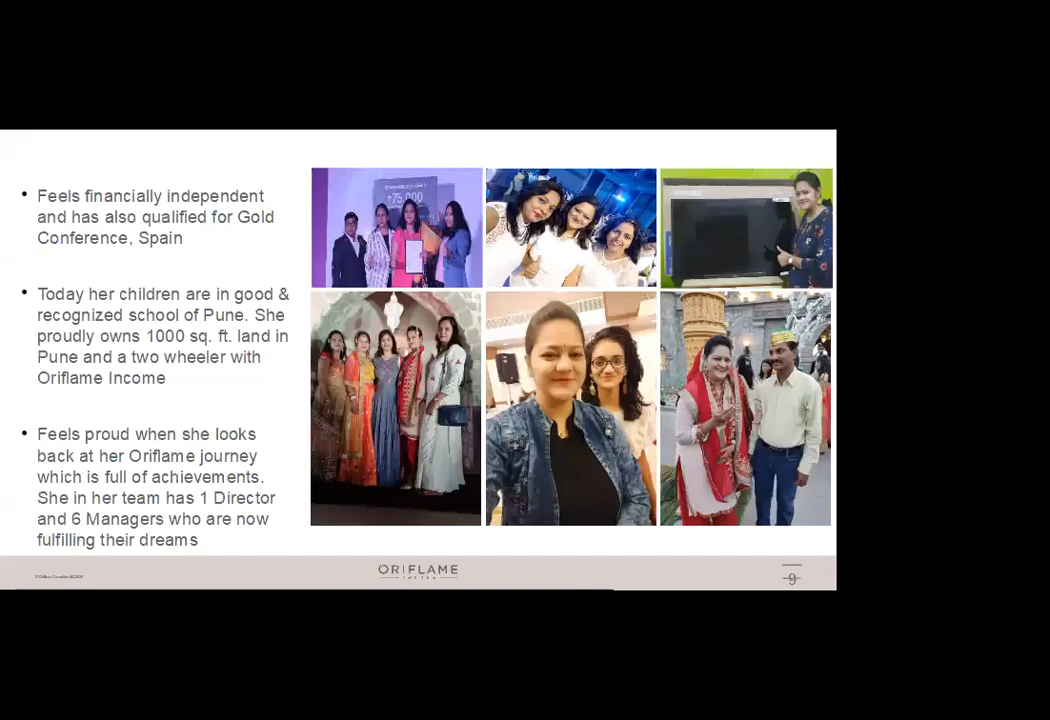 • Feels financially independent
and has also qualified for Gold
Conference, Spain
• Today her children are in good &
recognized school of Pune. She
proudly owns 1000 sq. ft. land in
Pune and a two wheeler with
Oriflame Income
• Feels proud when she looks
back at her Oriflame journey
which is full of achievements.
She in her team has 1 Director
and 6 Managers who are now
fulfilling their dreams
75,000
ORIFLAME
9